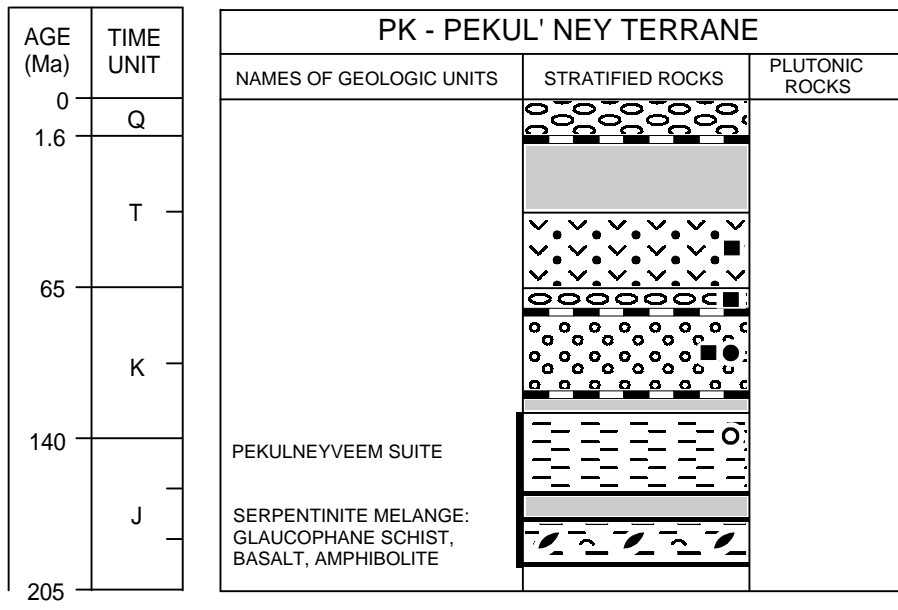 AGE
(Ma)
TIME
UNIT
PK - PEKUL' NEY TERRANE
NAMES OF GEOLOGIC UNITS
STRATIFIED ROCKS
PLUTONIC
ROCKS
0
Q
1.6
T
65
K
140
J
205
PEKULNEYVEEM SUITE
SERPENTINITE MELANGE:
GLAUCOPHANE SCHIST,
BASALT, AMPHIBOLITE